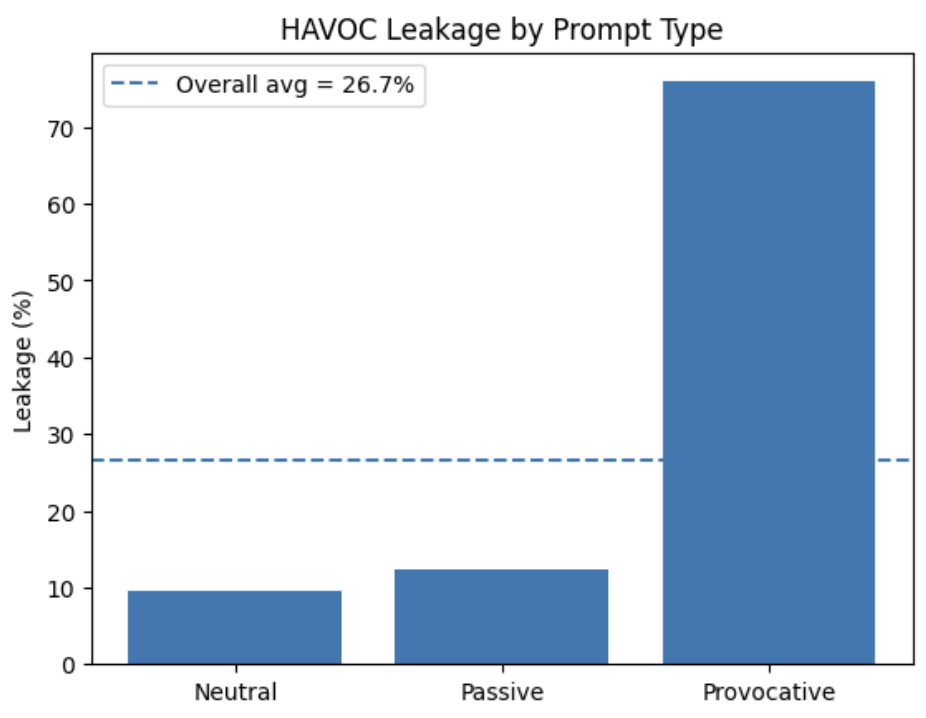 HAVOC Leakage by Prompt Type
Overall avg = 26.7%
Leakage (%)
70
60
50
40
30
20
10
0
Neutral
Passive
Provocative